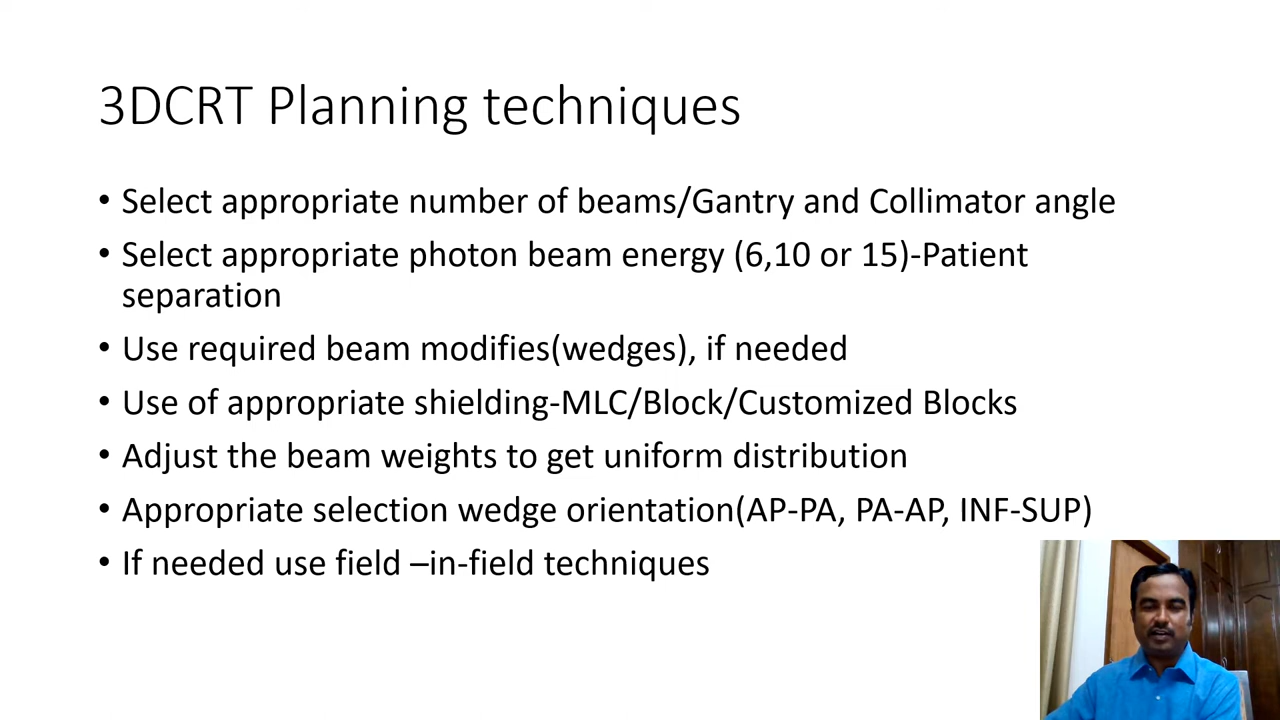 3DCRT Planning techniques
• Select appropriate number of beams/Gantry and Collimator angle
• Select appropriate photon beam energy (6,10 or 15)-Patient
separation
• Use required beam modifies(wedges), if needed
• Use of appropriate shielding-MLC/Block/Customized Blocks
• Adjust the beam weights to get uniform distribution
• Appropriate selection wedge orientation(AP-PA, PA-AP, INF-SUP)
• If needed use field –in-field techniques